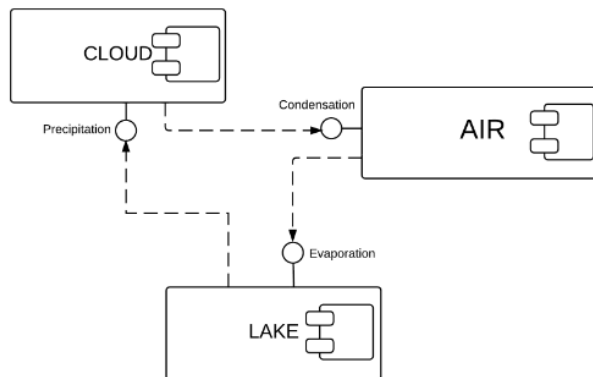 CLOUD
Condensation
Precipitation
AIR
Evaporation
LAKE